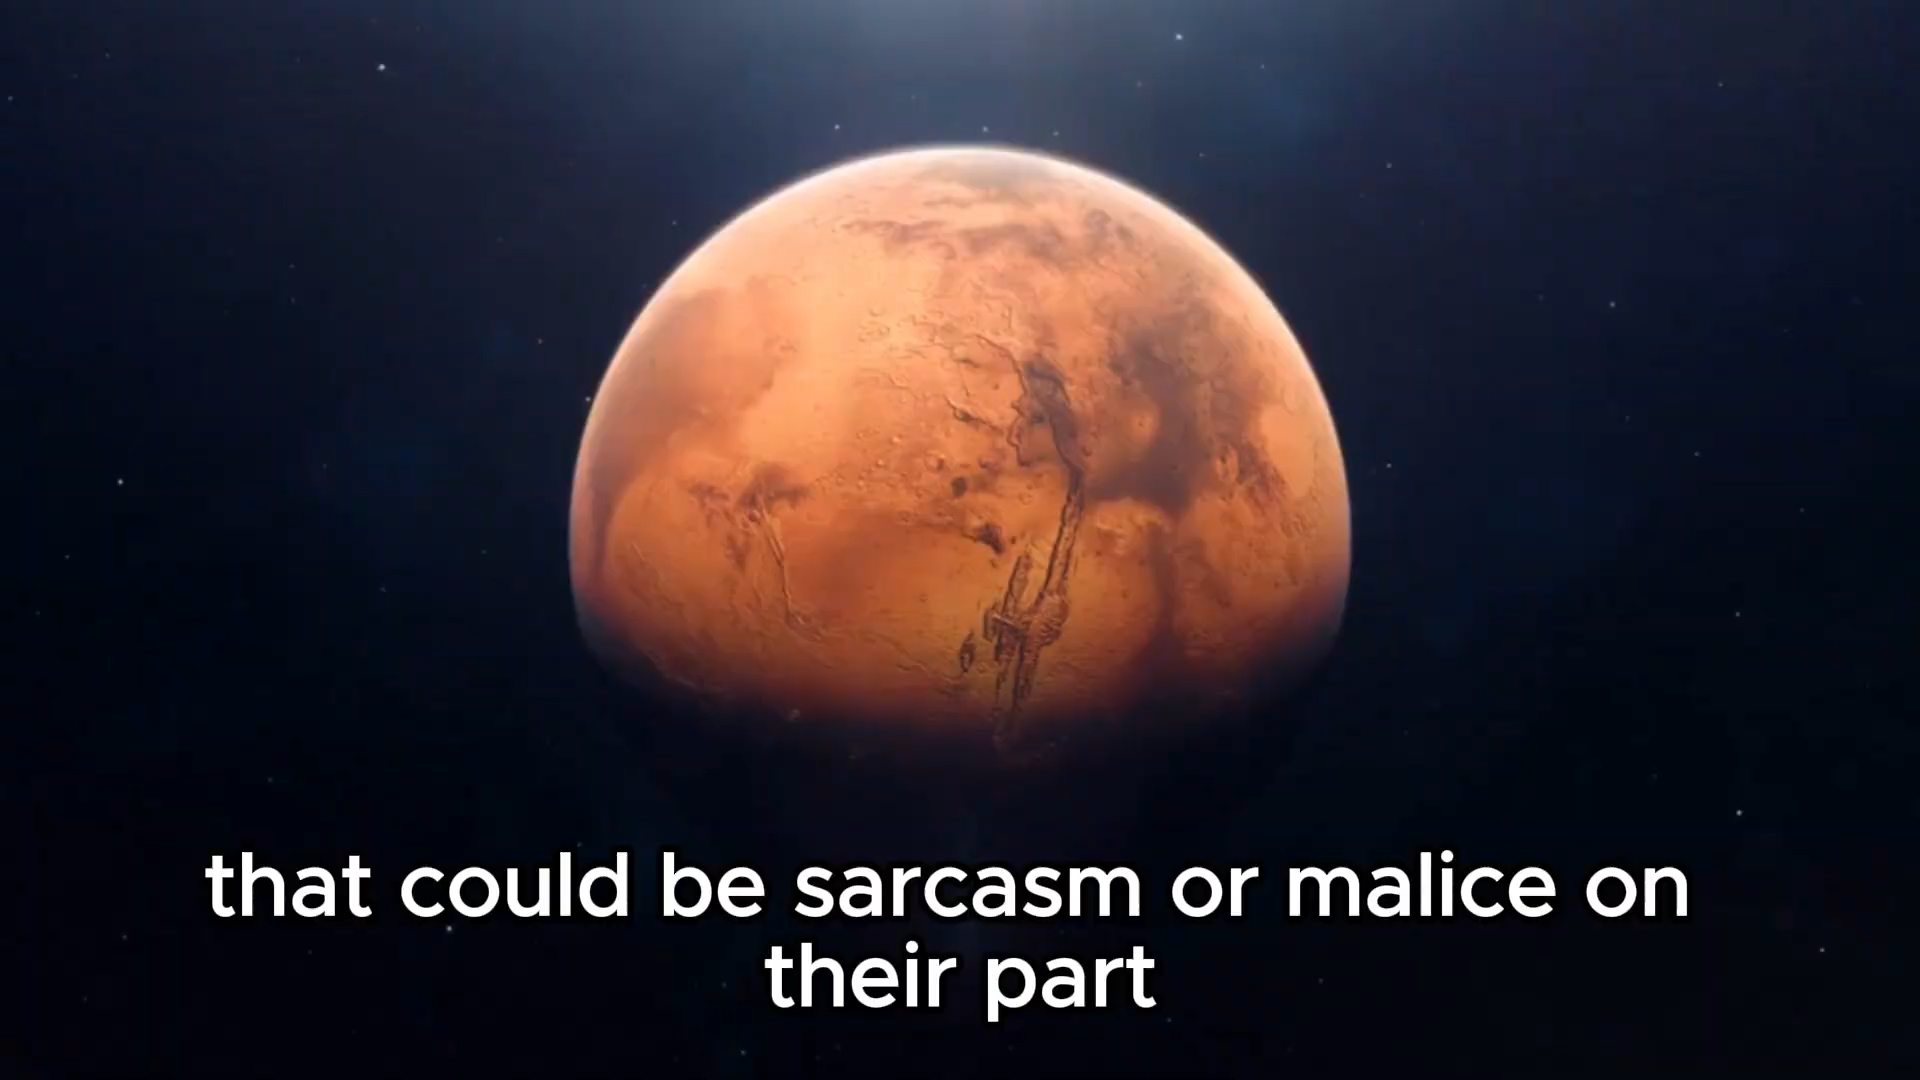 that could be sarcasm or malice on
their part